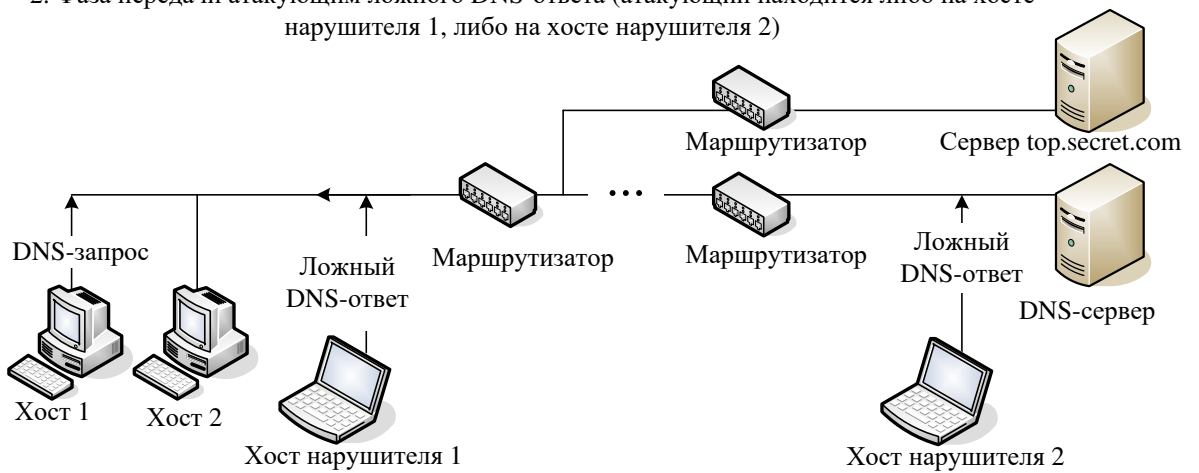 2. Фаза передачи атакующим ложного DNS-ответа (атакующий находится либо на хосте
нарушителя 1, либо на хосте нарушителя 2)
Маршрутизатор
Сервер top.secret.com
...
DNS-запрос
Ложный
DNS-ответ
Маршрутизатор
Маршрутизатор
Ложный
DNS-ответ
DNS-сервер
Хост 1
Хост 2
Хост нарушителя 1
Хост нарушителя 2